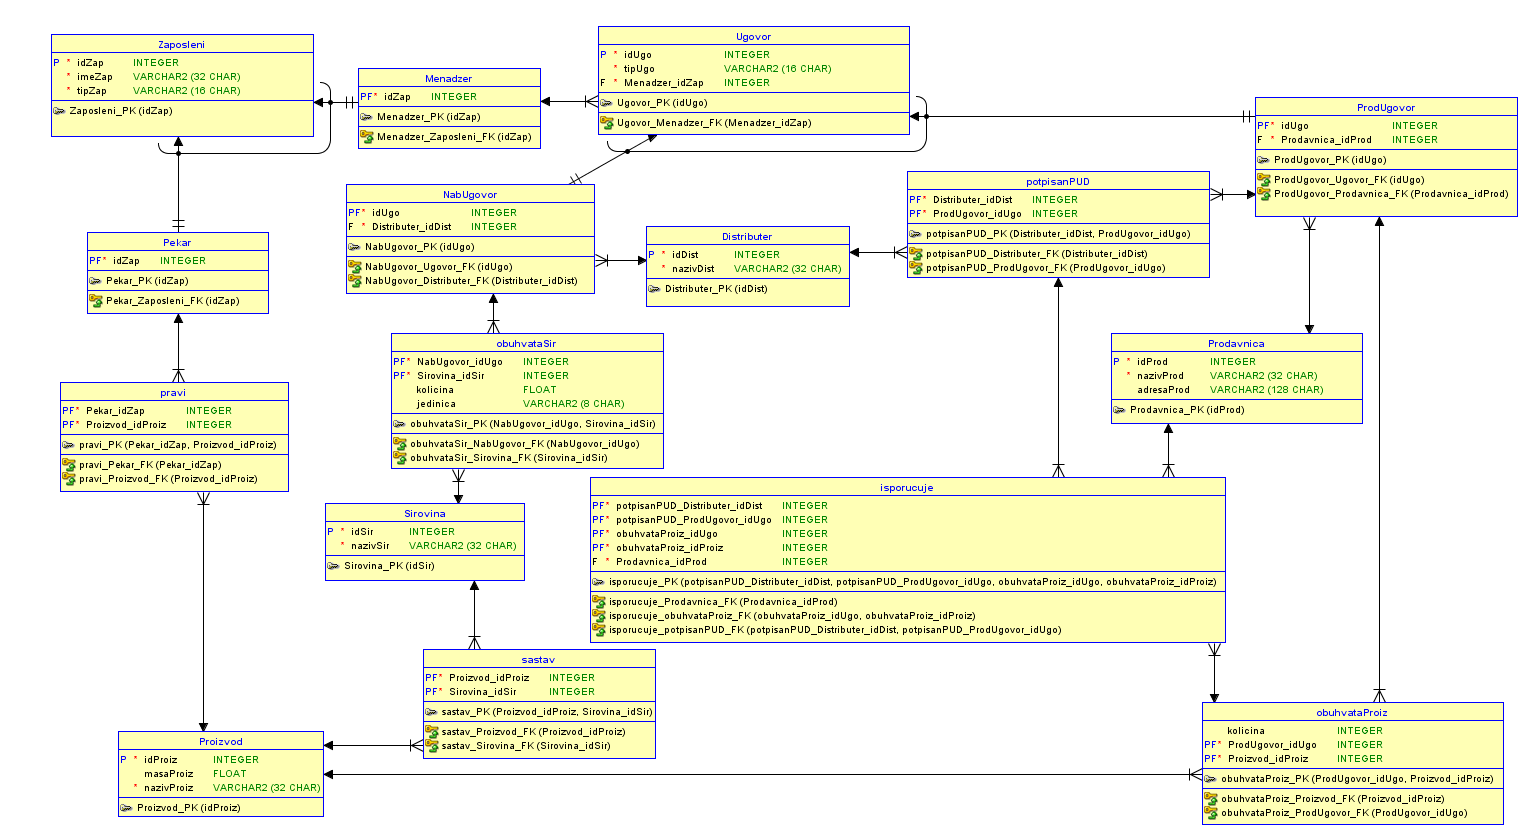 Zaposleni
P * idZap INTEGER
* imeZap VARCHAR2 (32 CHAR)
* tipZap VARCHAR2 (16 CHAR)
Zaposleni_PK (idZap)
Menadzer
PF* idZap INTEGER
Menadzer_PK (idZap)
Menadzer_Zaposleni_FK (idZap)
Ugovor
P * idUgo INTEGER
* tipUgo VARCHAR2 (16 CHAR)
F * Menadzer_idZap INTEGER
Ugovor_PK (idUgo)
Ugovor_Menadzer_FK (Menadzer_idZap)
ProdUgovor
PF* idUgo INTEGER
F * Prodavnica_idProd INTEGER
ProdUgovor_PK (idUgo)
ProdUgovor_Ugovor_FK (idUgo)
ProdUgovor_Prodavnica_FK (Prodavnica_idProd)
NabUgovor
PF* idUgo INTEGER
F * Distributer_idDist INTEGER
NabUgovor_PK (idUgo)
NabUgovor_Ugovor_FK (idUgo)
NabUgovor_Distributer_FK (Distributer_idDist)
potpisanPUD
PF* Distributer_idDist INTEGER
PF* ProdUgovor_idUgo INTEGER
potpisanPUD_PK (Distributer_idDist, ProdUgovor_idUgo)
potpisanPUD_Distributer_FK (Distributer_idDist)
potpisanPUD_ProdUgovor_FK (ProdUgovor_idUgo)
Distributer
P * idDist INTEGER
* nazivDist VARCHAR2 (32 CHAR)
Distributer_PK (idDist)
Pekar
PF* idZap INTEGER
Pekar_PK (idZap)
Pekar_Zaposleni_FK (idZap)
obuhvataSir
PF* NabUgovor_idUgo INTEGER
PF* Sirovina_idSir INTEGER
kolicina FLOAT
jedinica VARCHAR2 (8 CHAR)
obuhvataSir_PK (NabUgovor_idUgo, Sirovina_idSir)
obuhvataSir_NabUgovor_FK (NabUgovor_idUgo)
obuhvataSir_Sirovina_FK (Sirovina_idSir)
Prodavnica
P * idProd INTEGER
* nazivProd VARCHAR2 (32 CHAR)
adresaProd VARCHAR2 (128 CHAR)
Prodavnica_PK (idProd)
pravi
PF* Pekar_idZap INTEGER
PF* Proizvod_idProiz INTEGER
pravi_PK (Pekar_idZap, Proizvod_idProiz)
pravi_Pekar_FK (Pekar_idZap)
pravi_Proizvod_FK (Proizvod_idProiz)
Sirovina
P * idSir INTEGER
* nazivSir VARCHAR2 (32 CHAR)
Sirovina_PK (idSir)
isporucuje
PF* potpisanPUD_Distributer_idDist INTEGER
PF* potpisanPUD_ProdUgovor_idUgo INTEGER
PF* obuhvataProiz_idUgo INTEGER
PF* obuhvataProiz_idProiz INTEGER
F * Prodavnica_idProd INTEGER
isporucuje_PK (potpisanPUD_Distributer_idDist, potpisanPUD_ProdUgovor_idUgo, obuhvataProiz_idUgo, obuhvataProiz_idProiz)
isporucuje_Prodavnica_FK (Prodavnica_idProd)
isporucuje_obuhvataProiz_FK (obuhvataProiz_idUgo, obuhvataProiz_idProiz)
isporucuje_potpisanPUD_FK (potpisanPUD_Distributer_idDist, potpisanPUD_ProdUgovor_idUgo)
sastav
PF* Proizvod_idProiz INTEGER
PF* Sirovina_idSir INTEGER
sastav_PK (Proizvod_idProiz, Sirovina_idSir)
sastav_Proizvod_FK (Proizvod_idProiz)
sastav_Sirovina_FK (Sirovina_idSir)
Proizvod
P * idProiz INTEGER
masaProiz FLOAT
* nazivProiz VARCHAR2 (32 CHAR)
Proizvod_PK (idProiz)
obuhvataProiz
kolicina INTEGER
PF* ProdUgovor_idUgo INTEGER
PF* Proizvod_idProiz INTEGER
obuhvataProiz_PK (ProdUgovor_idUgo, Proizvod_idProiz)
obuhvataProiz_Proizvod_FK (Proizvod_idProiz)
obuhvataProiz_ProdUgovor_FK (ProdUgovor_idUgo)